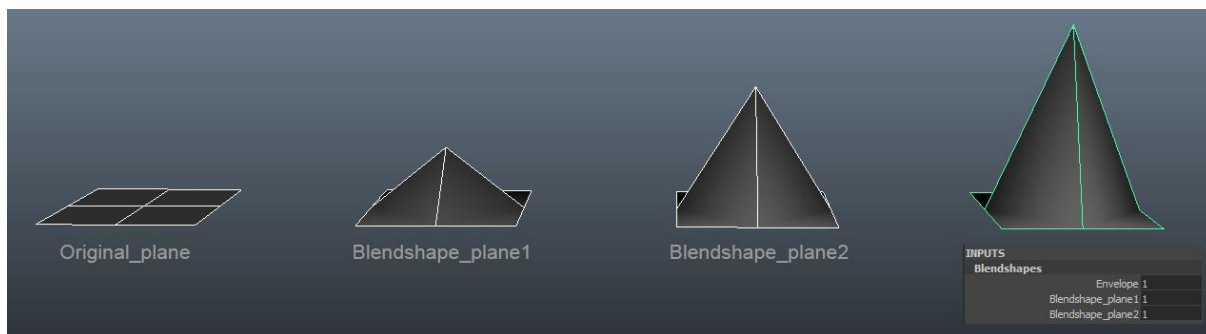 Original_plane
Blendshape_plane1
Blendshape_plane2
INPUTS
Blendshapes
Envelope 1
Blendshape_plane1 1
Blendshape_plane2 1